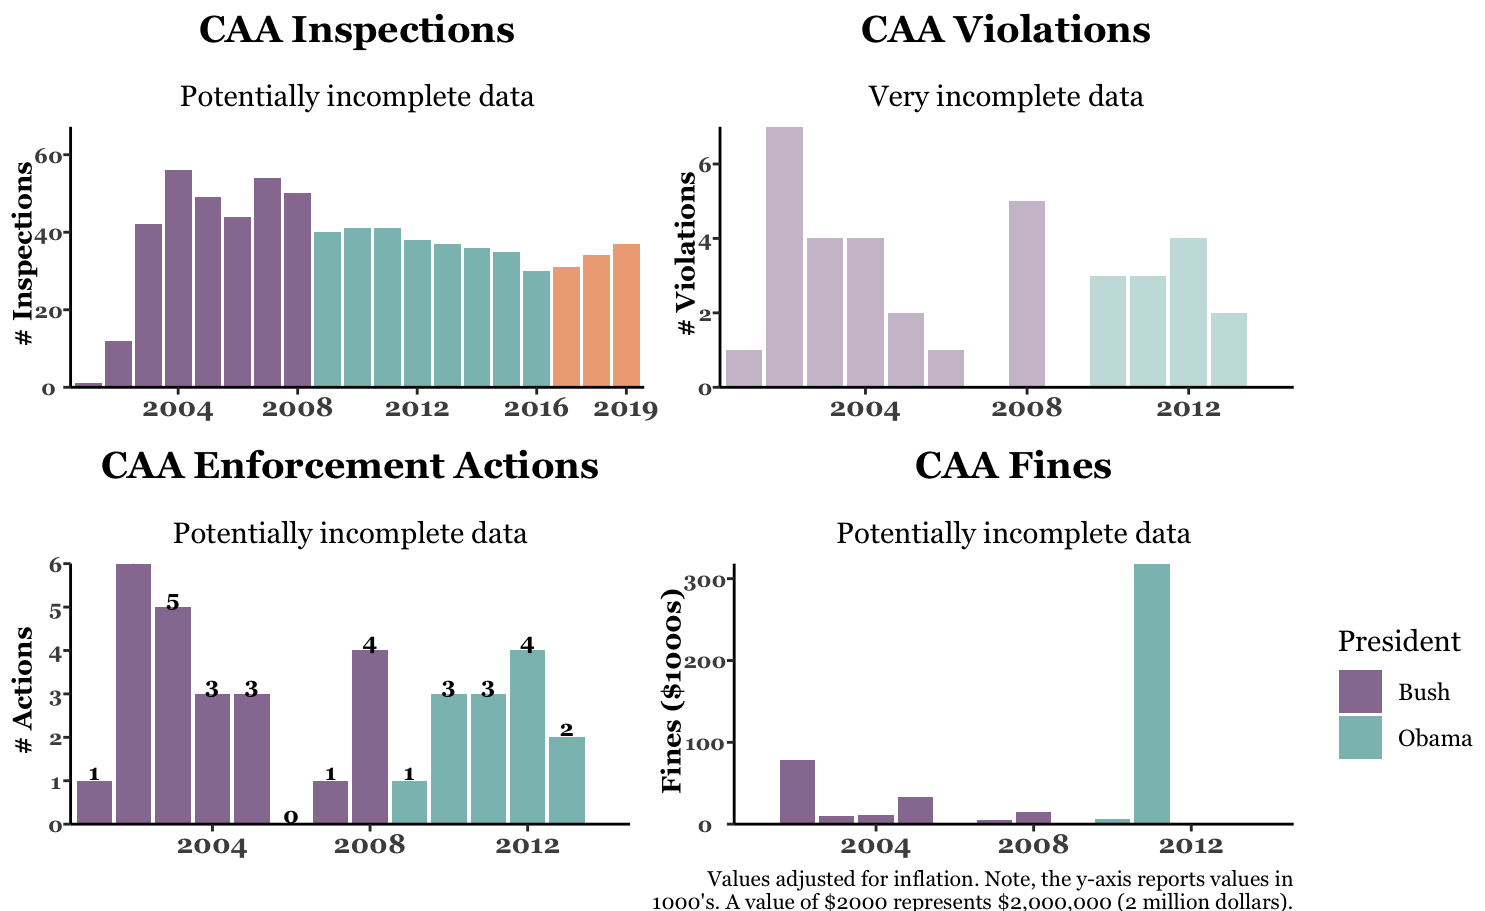 CAA Inspections
Potentially incomplete data
# Inspections
60
40
20
0
2004 2008 2012 2016 2019
CAA Violations
Very incomplete data
# Violations
6
4
2
0
2004 2008 2012
CAA Enforcement Actions
Potentially incomplete data
# Actions
6
5
4
3
2
1
0
1 5 3 3 0 1 4 1 3 3 4 2
2004 2008 2012
CAA Fines
Potentially incomplete data
Fines ($1000s)
300
200
100
0
2004 2008 2012
President
Bush
Obama
Values adjusted for inflation. Note, the y-axis reports values in
1000's. A value of $2000 represents $2,000,000 (2 million dollars).